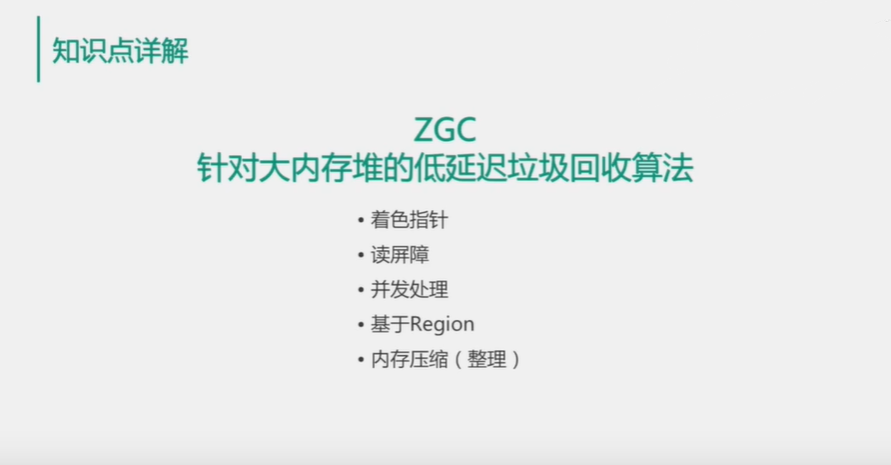 知识点详解
ZGC
针对大内存堆的低延迟垃圾回收算法
• 着色指针
• 读屏障
• 并发处理
• 基于Region
• 内存压缩（整理）